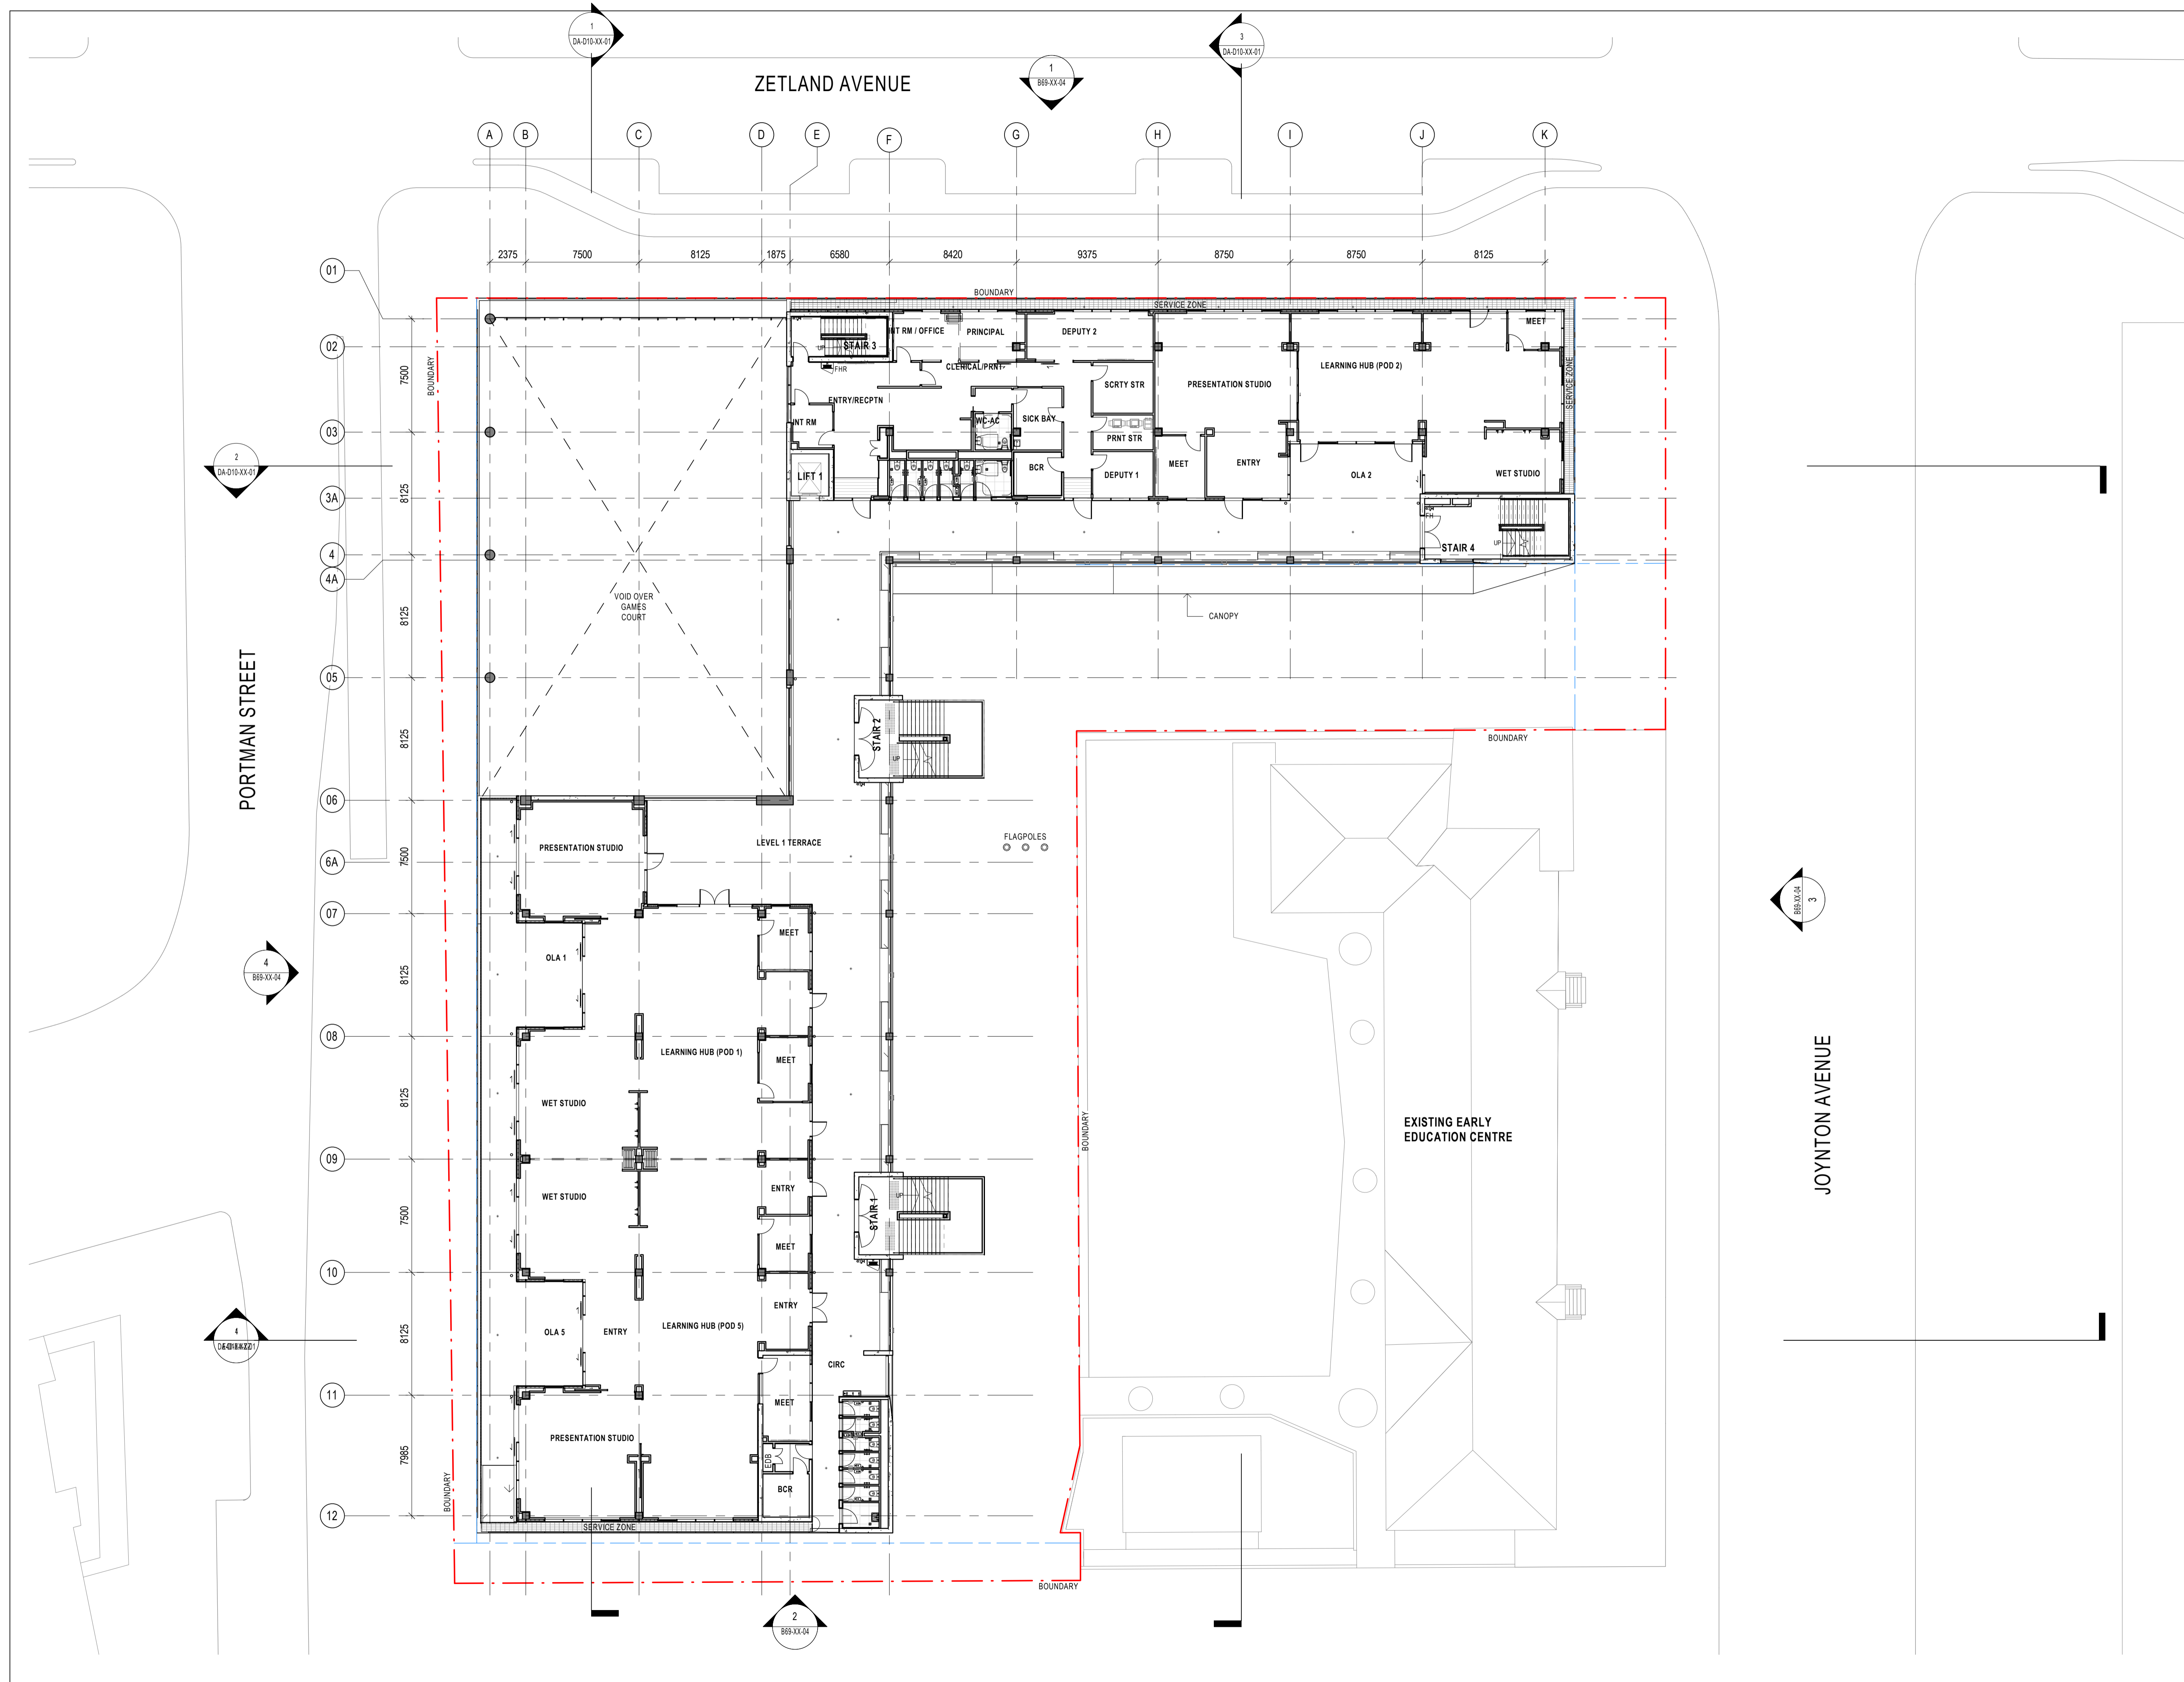 1
DA-D10-XX-01
3
DA-D10-XX-01
1
B69-XX-04
ZETLAND AVENUE
A
B
C
D
E
F
G
H
I
J
K
2375
7500
8125
1875
6580
8420
9375
8750
8750
8125
01
02
03
3A
4
4A
05
06
6A
07
08
09
10
11
12
7500
8125
8125
8125
7500
8125
8125
7500
8125
7985
BOUNDARY
SERVICE ZONE
BOUNDARY
SERVICE ZONE
INT RM / OFFICE
PRINCIPAL
DEPUTY 2
MEET
UP
STAIR 3
FHR
CLERICAL/PRNT
LEARNING HUB (POD 2)
SCRTY STR
PRESENTATION STUDIO
ENTRY/RECPTN
INT RM
WC-AC
SICK BAY
PRNT STR
MEET
ENTRY
BCR
DEPUTY 1
LIFT 1
OLA 2
WET STUDIO
FH
UP
STAIR 4
2
DA-D10-XX-01
VOID OVER
GAMES
COURT
CANOPY
PORTMAN STREET
STAIR 2
UP
BOUNDARY
PRESENTATION STUDIO
LEVEL 1 TERRACE
FLAGPOLES
MEET
OLA 1
4
B69-XX-04
3
B69-XX-04
LEARNING HUB (POD 1)
MEET
WET STUDIO
BOUNDARY
EXISTING EARLY
EDUCATION CENTRE
JOYNTON AVENUE
WET STUDIO
ENTRY
STAIR 1
UP
MEET
ENTRY
OLA 5
ENTRY
LEARNING HUB (POD 5)
4
CIRC
MEET
PRESENTATION STUDIO
EDB
BCR
BOUNDARY
SERVICE ZONE
BOUNDARY
2
B69-XX-04